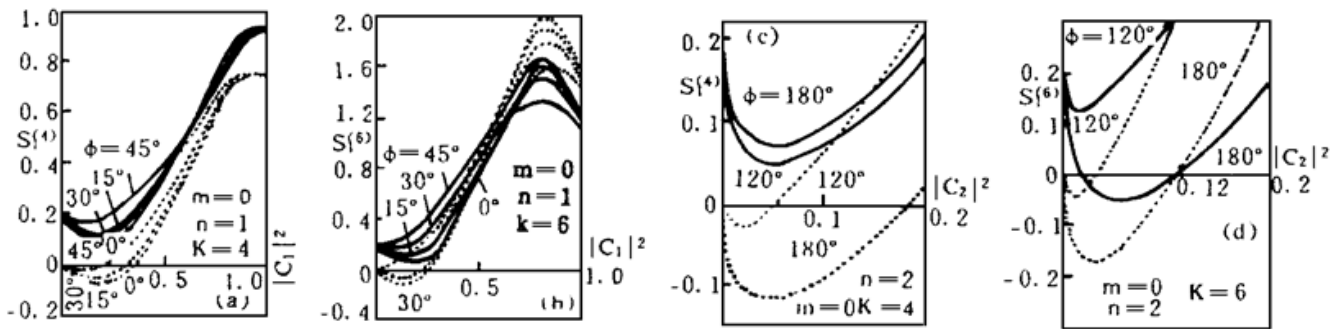 1.0
0.8
0.6
S₁⁽⁴⁾
0.4
0.2
0
-0.2
ϕ=45°
15°
30°
0°
45°
0°
30°
15°
m=0
n=1
K=4
0.5
1.0
(a)
|C₁|²
2.0
1.6
1.2
0.8
0.4
0
-0.4
ϕ=45°
30°
15°
0°
30°
m=0
n=1
k=6
0.5
|C₁|²
1.0
(b)
(c)
0.2
0.1
0
-0.1
ϕ=180°
120°
120°
180°
0.1
|C₂|²
0.2
n=2
m=0K=4
(d)
0.2
0.1
0
-0.1
-0.2
ϕ=120°
120°
180°
180°
0.12
|C₂|²
0.2
m=0
n=2
K=6